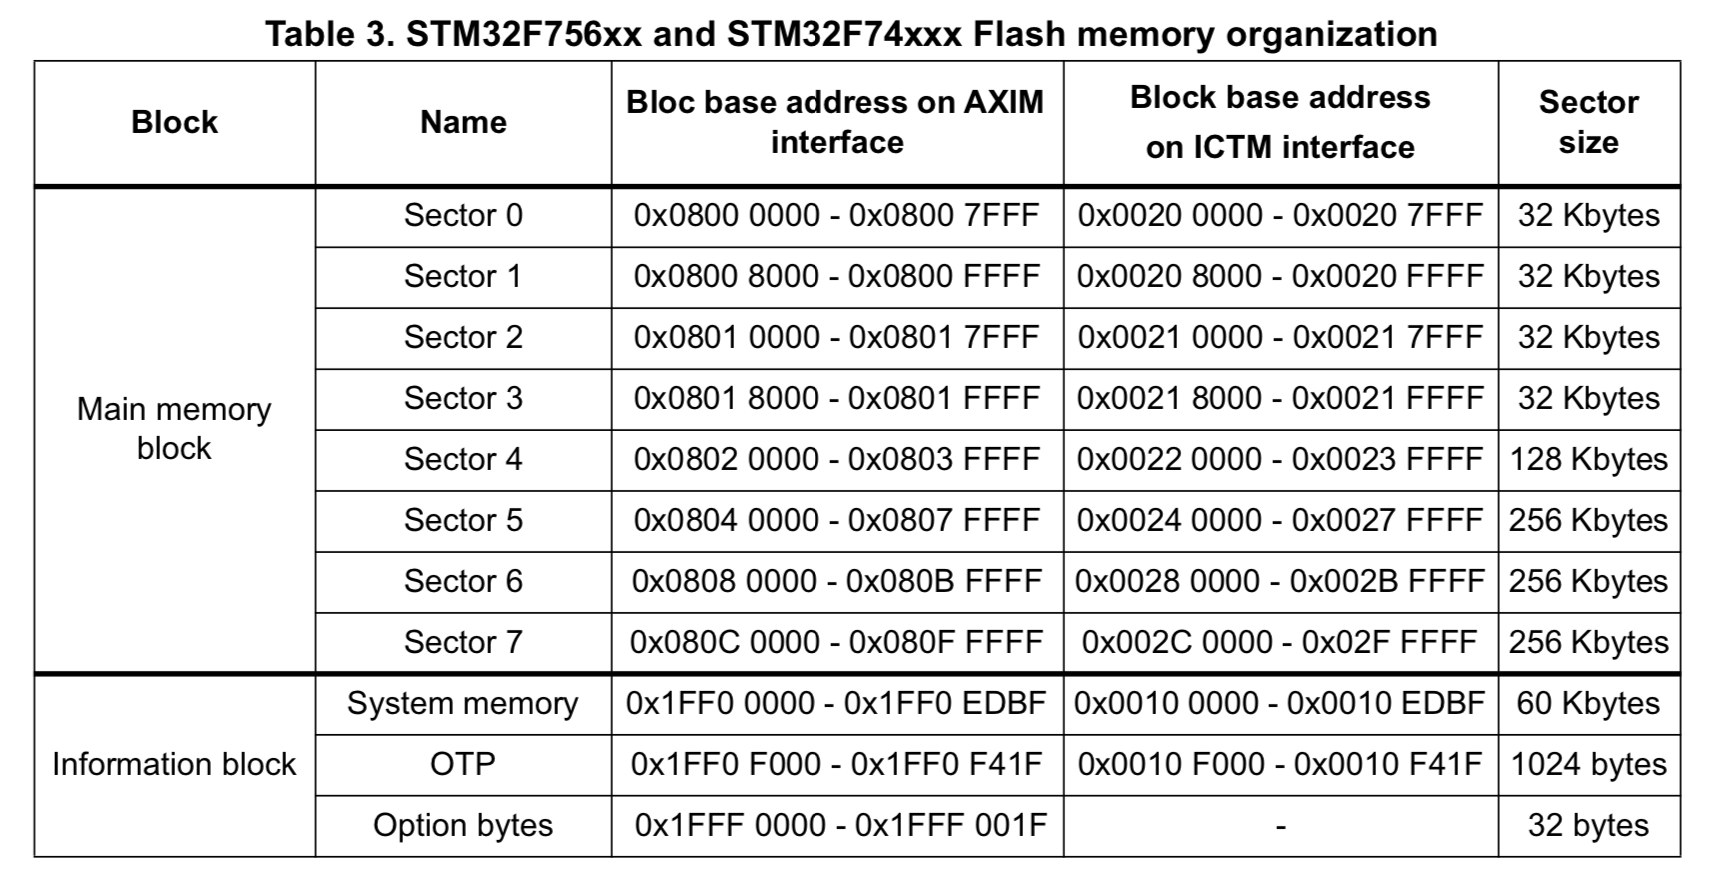 Table 3. STM32F756xx and STM32F74xxx Flash memory organization
Block Name Bloc base address on AXIM interface Block base address on ICTM interface Sector size
Main memory block
Sector 0 0x0800 0000 - 0x0800 7FFF 0x0020 0000 - 0x0020 7FFF 32 Kbytes
Sector 1 0x0800 8000 - 0x0800 FFFF 0x0020 8000 - 0x0020 FFFF 32 Kbytes
Sector 2 0x0801 0000 - 0x0801 7FFF 0x0021 0000 - 0x0021 7FFF 32 Kbytes
Sector 3 0x0801 8000 - 0x0801 FFFF 0x0021 8000 - 0x0021 FFFF 32 Kbytes
Sector 4 0x0802 0000 - 0x0803 FFFF 0x0022 0000 - 0x0023 FFFF 128 Kbytes
Sector 5 0x0804 0000 - 0x0807 FFFF 0x0024 0000 - 0x0027 FFFF 256 Kbytes
Sector 6 0x0808 0000 - 0x080B FFFF 0x0028 0000 - 0x002B FFFF 256 Kbytes
Sector 7 0x080C 0000 - 0x080F FFFF 0x002C 0000 - 0x02F FFFF 256 Kbytes
Information block
System memory 0x1FF0 0000 - 0x1FF0 EDBF 0x0010 0000 - 0x0010 EDBF 60 Kbytes
OTP 0x1FF0 F000 - 0x1FF0 F41F 0x0010 F000 - 0x0010 F41F 1024 bytes
Option bytes 0x1FFF 0000 - 0x1FFF 001F - 32 bytes